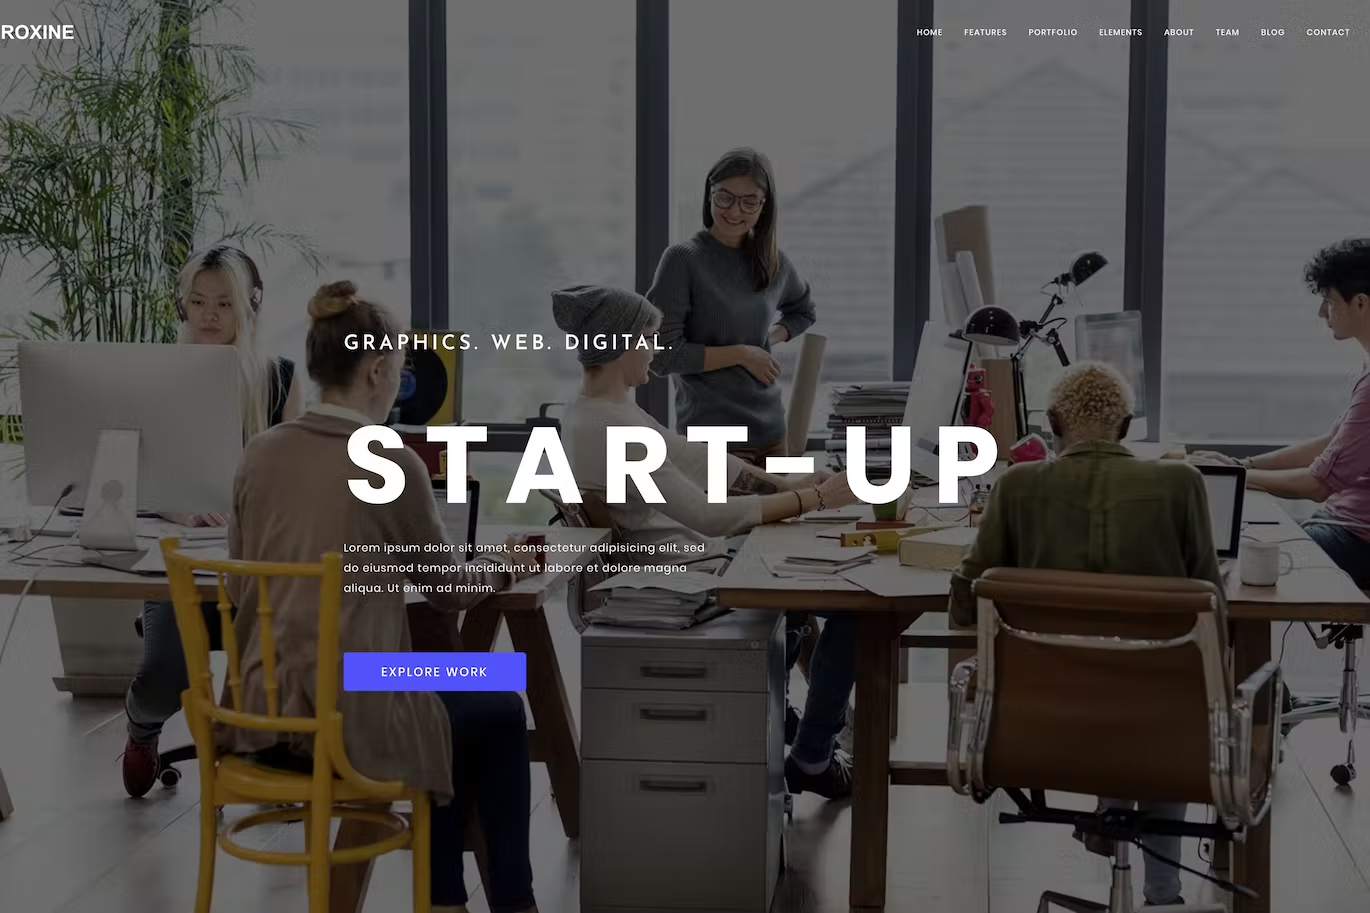 ROXINE
HOME FEATURES PORTFOLIO ELEMENTS ABOUT TEAM BLOG CONTACT
GRAPHICS. WEB. DIGITAL.
START-UP
Lorem ipsum dolor sit amet, consectetur adipisicing elit, sed
do eiusmod tempor incididunt ut labore et dolore magna
aliqua. Ut enim ad minim.
EXPLORE WORK